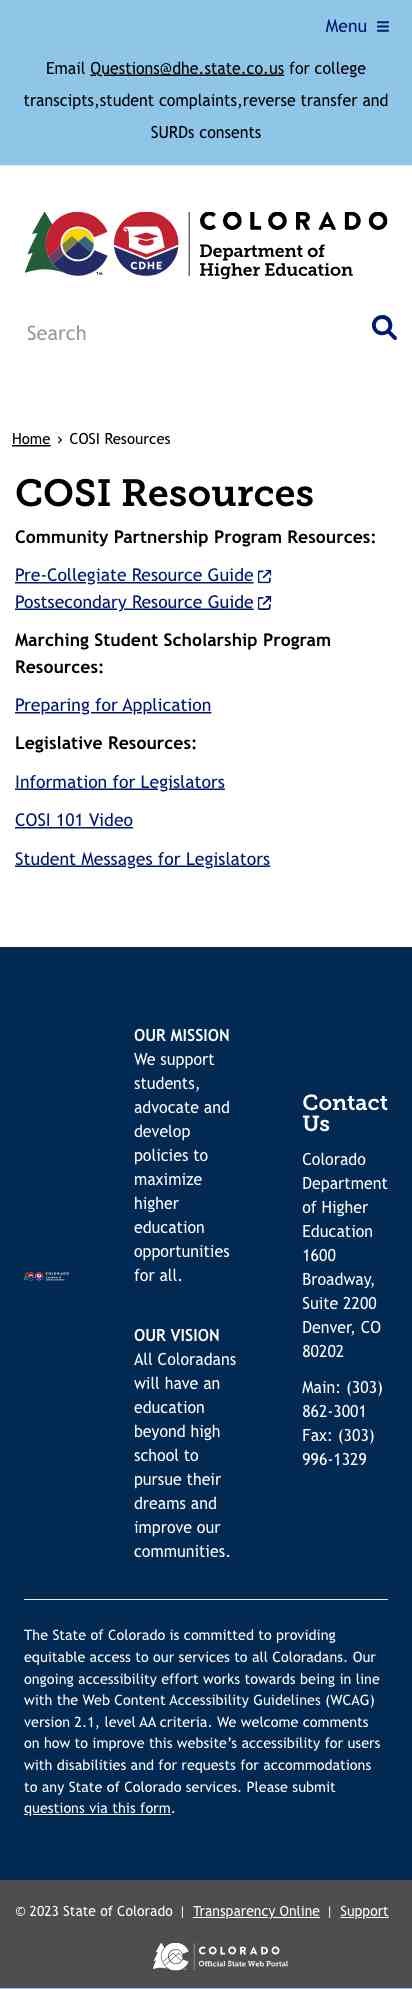 Menu
Email Questions@dhe.state.co.us for college
transcipts,student complaints,reverse transfer and
SURDs consents
CDHE
COLORADO
Department of
Higher Education
Search
Home › COSI Resources
COSI Resources
Community Partnership Program Resources:
Pre-Collegiate Resource Guide
Postsecondary Resource Guide
Marching Student Scholarship Program
Resources:
Preparing for Application
Legislative Resources:
Information for Legislators
COSI 101 Video
Student Messages for Legislators
OUR MISSION
We support
students,
advocate and
develop
policies to
maximize
higher
education
opportunities
for all.
OUR VISION
All Coloradans
will have an
education
beyond high
school to
pursue their
dreams and
improve our
communities.
Contact
Us
Colorado
Department
of Higher
Education
1600
Broadway,
Suite 2200
Denver, CO
80202
Main: (303)
862-3001
Fax: (303)
996-1329
The State of Colorado is committed to providing
equitable access to our services to all Coloradans. Our
ongoing accessibility effort works towards being in line
with the Web Content Accessibility Guidelines (WCAG)
version 2.1, level AA criteria. We welcome comments
on how to improve this website's accessibility for users
with disabilities and for requests for accommodations
to any State of Colorado services. Please submit
questions via this form.
© 2023 State of Colorado | Transparency Online | Support
COLORADO
Official State Web Portal